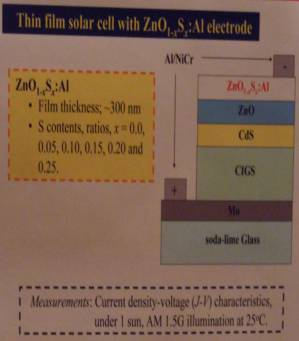 Thin film solar cell with ZnO1-xSx:Al electrode
Al/NiCr
-
ZnO1-xSx:Al
ZnO
CdS
CIGS
+
Mo
soda-lime Glass
ZnO1-xSx:Al
• Film thickness; ~300 nm
• S contents, ratios, x = 0.0,
0.05, 0.10, 0.15, 0.20 and
0.25.
Measurements: Current density-voltage (J-V) characteristics,
under 1 sun, AM 1.5G illumination at 25°C.